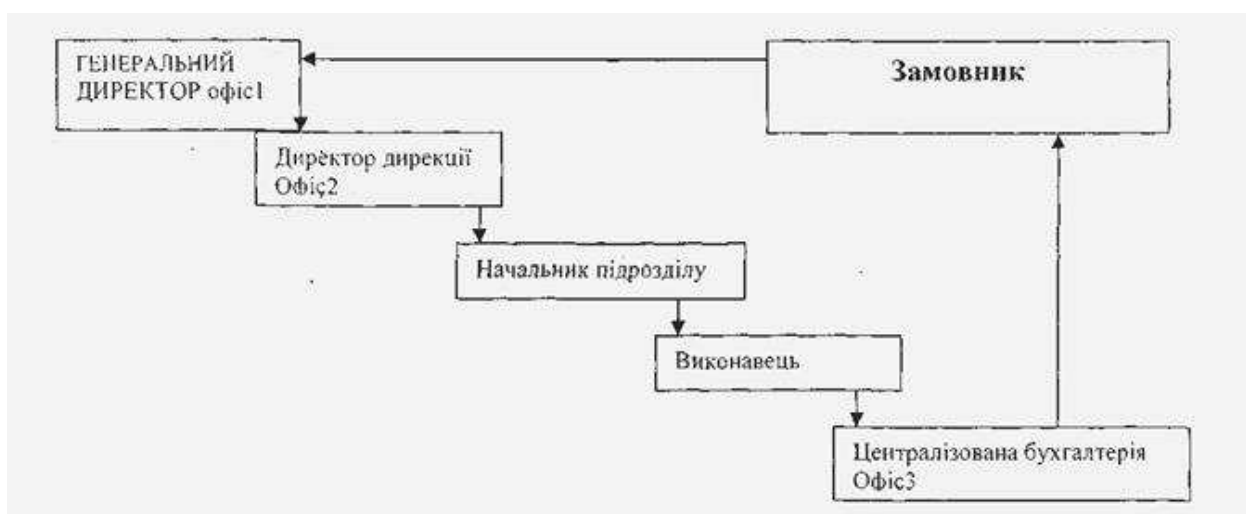 ГЕНЕРАЛЬНИЙ
ДИРЕКТОР офіс1
Замовник
Директор дирекції
Офіс2
Начальник підрозділу
Виконавець
Централізована бухгалтерія
Офіс3